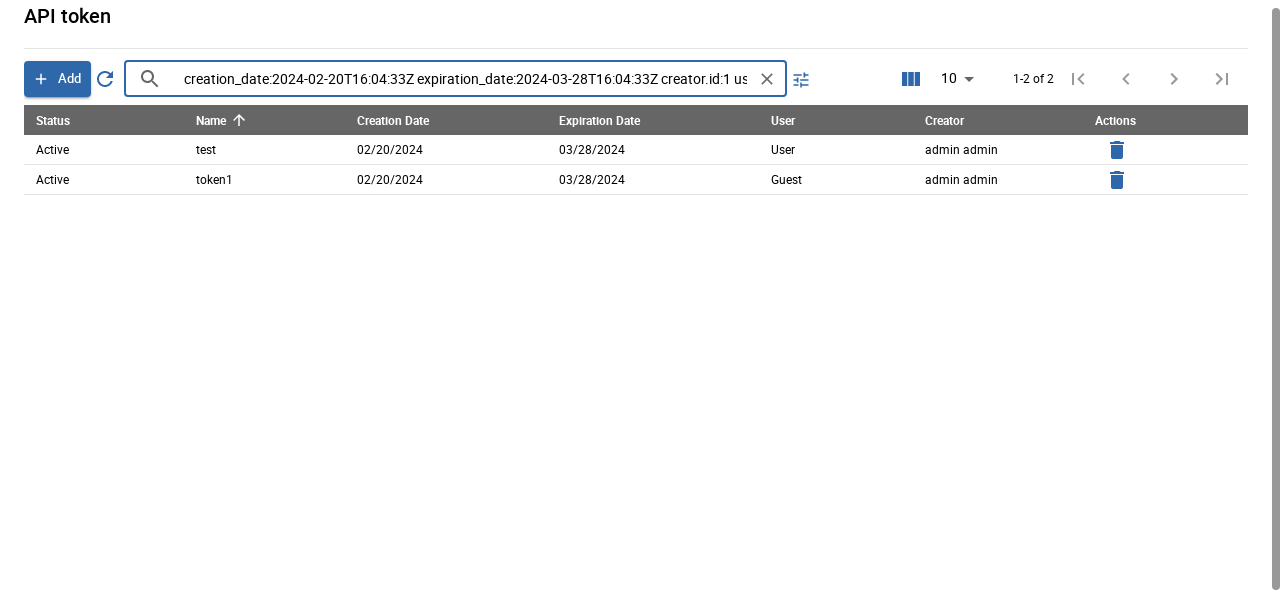 API token
Add creation_date:2024-02-20T16:04:33Z expiration_date:2024-03-28T16:04:33Z creator.id:1 us 10 1-2 of 2
Status Name Creation Date Expiration Date User Creator Actions
Active test 02/20/2024 03/28/2024 User admin admin
Active token1 02/20/2024 03/28/2024 Guest admin admin